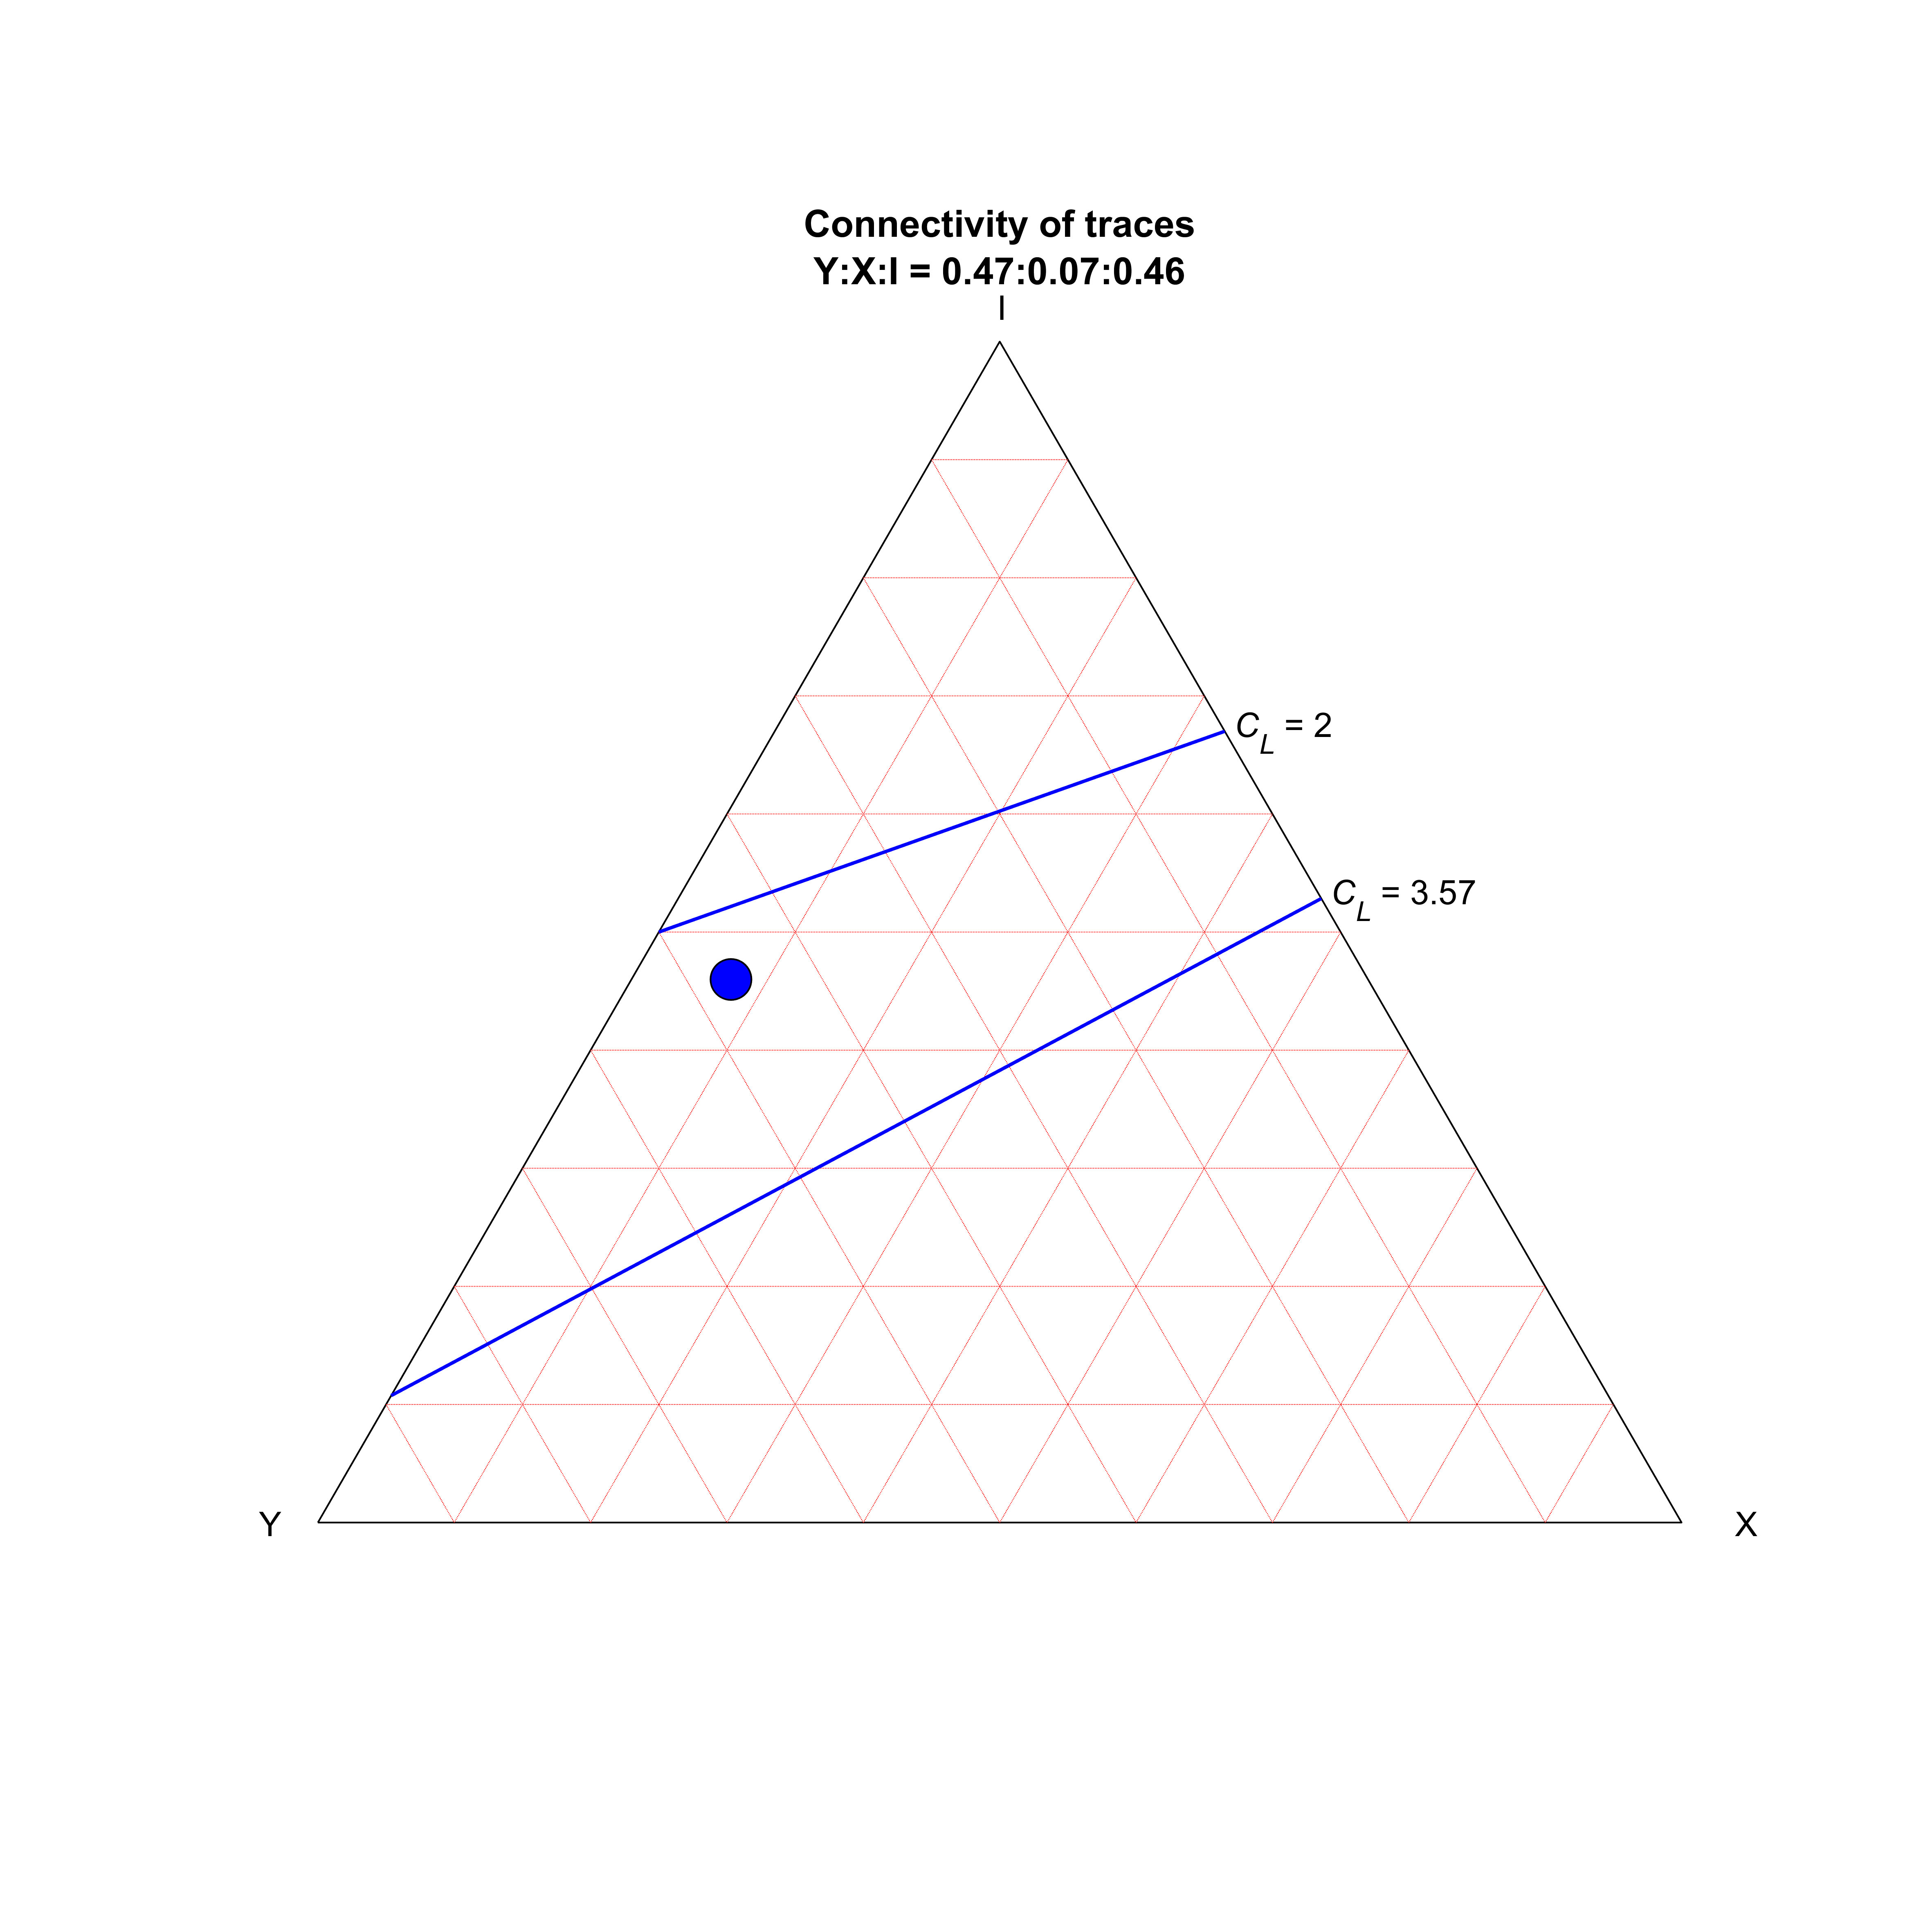 Connectivity of traces
Y:X:I = 0.47:0.07:0.46
I
C_L = 2
C_L = 3.57
Y
X